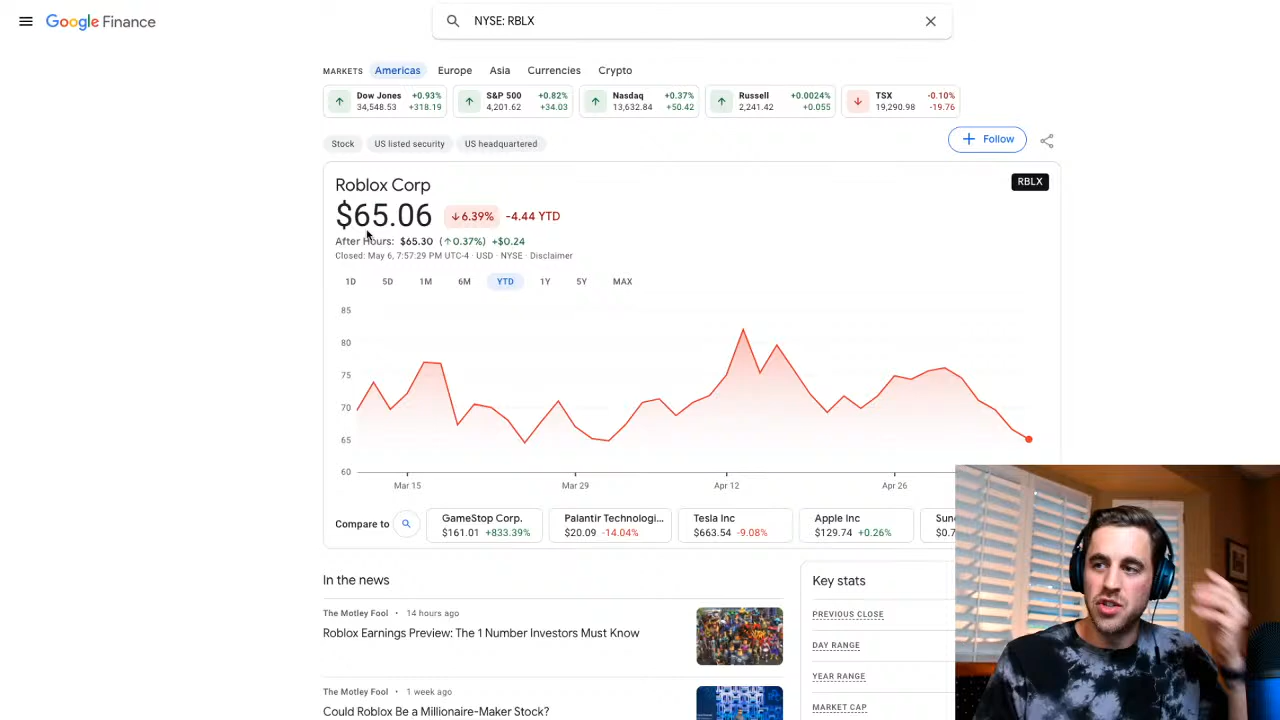 Google Finance
NYSE: RBLX
MARKETS Americas Europe Asia Currencies Crypto
Dow Jones +0.93% S&P 500 +0.82% Nasdaq +0.37% Russell +0.0024% TSX -0.10%
34,548.53 +318.19 4,201.62 +34.03 13,632.84 +50.42 2,241.42 +0.055 19,290.98 -19.76
Stock US listed security US headquartered
Follow
Roblox Corp
RBLX
$65.06 ↓6.39% -4.44 YTD
After Hours: $65.30 (↑0.37%) +$0.24
Closed: May 6, 7:57:29 PM UTC-4 · USD · NYSE · Disclaimer
1D 5D 1M 6M YTD 1Y 5Y MAX
85
80
75
70
65
60
Mar 15 Mar 29 Apr 12 Apr 26
Compare to
GameStop Corp. Palantir Technologi... Tesla Inc Apple Inc
$161.01 +833.39% $20.09 -14.04% $663.54 -9.08% $129.74 +0.26% $0.7
In the news
Key stats
The Motley Fool • 14 hours ago
Roblox Earnings Preview: The 1 Number Investors Must Know
The Motley Fool • 1 week ago
Could Roblox Be a Millionaire-Maker Stock?
PREVIOUS CLOSE
DAY RANGE
YEAR RANGE
MARKET CAP